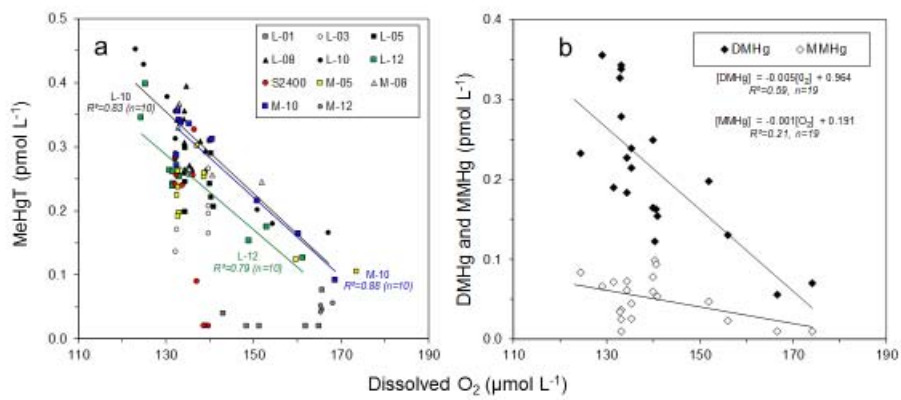 0.5
0.4
0.3
0.2
0.1
0.0
MeHgT (pmol L⁻¹)
a
L-01 L-03 L-05
L-08 L-10 L-12
S2400 M-05 M-08
M-10 M-12
L-10
R²=0.83 (n=10)
L-12
R²=0.79 (n=10)
M-10
R²=0.88 (n=10)
110 130 150 170 190
0.4
0.3
0.2
0.1
0.0
DMHg and MMHg (pmol L⁻¹)
b
DMHg MMHg
[DMHg] = -0.005[0₂] + 0.964
R²=0.59, n=19
[MMHg] = -0.001[O₂] + 0.191
R²=0.21, n=19
110 130 150 170 190
Dissolved O₂ (µmol L⁻¹)